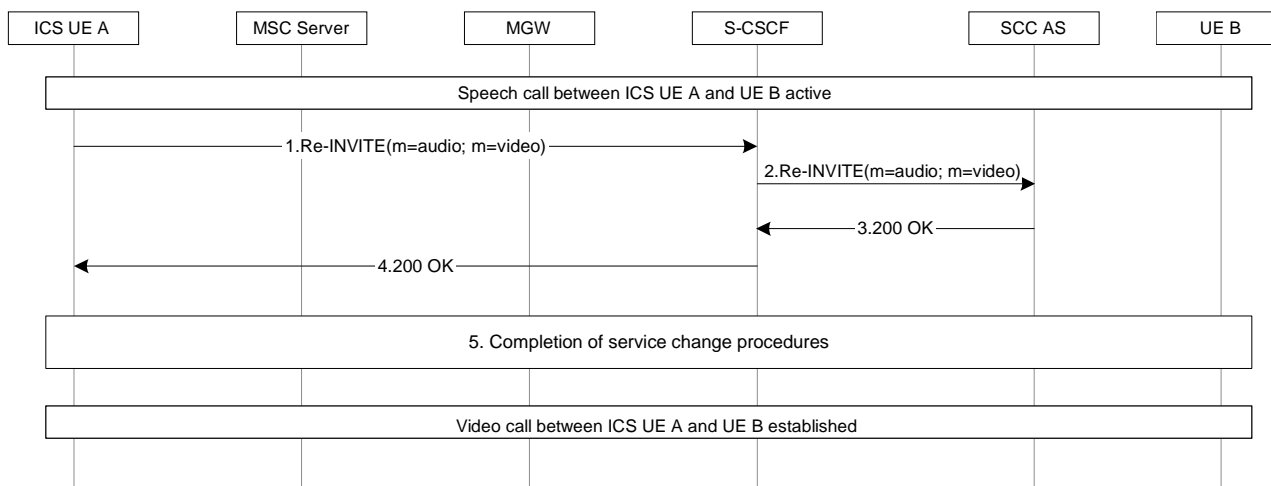 ICS UE A
MSC Server
MGW
S-CSCF
SCC AS
UE B
Speech call between ICS UE A and UE B active
1.Re-INVITE(m=audio; m=video)
2.Re-INVITE(m=audio; m=video)
3.200 OK
4.200 OK
5. Completion of service change procedures
Video call between ICS UE A and UE B established